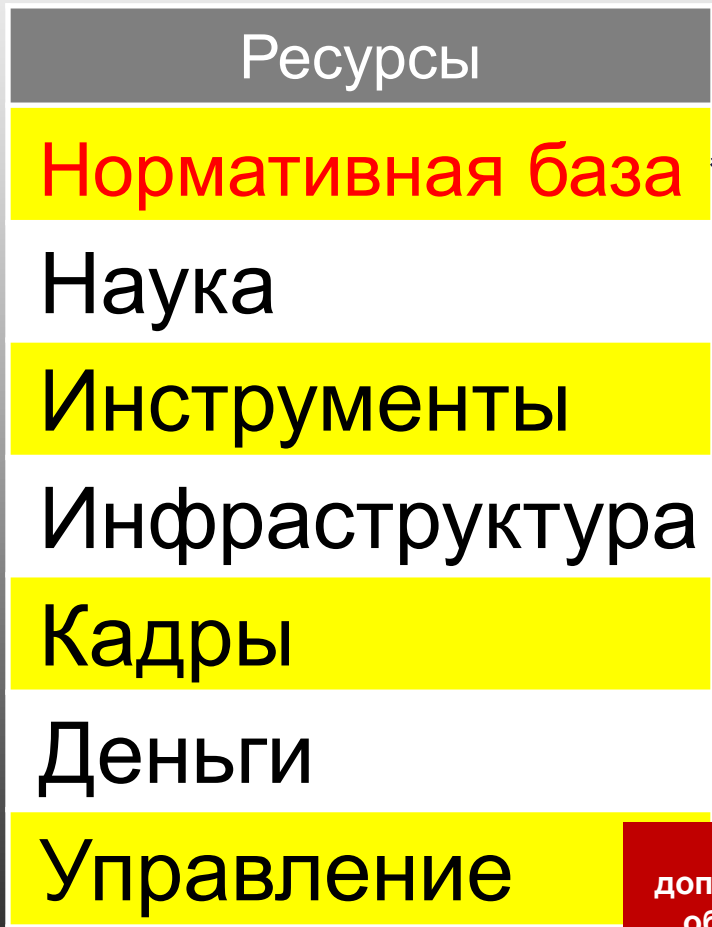 Ресурсы
Нормативная база
Наука
Инструменты
Инфраструктура
Кадры
Деньги
Управление